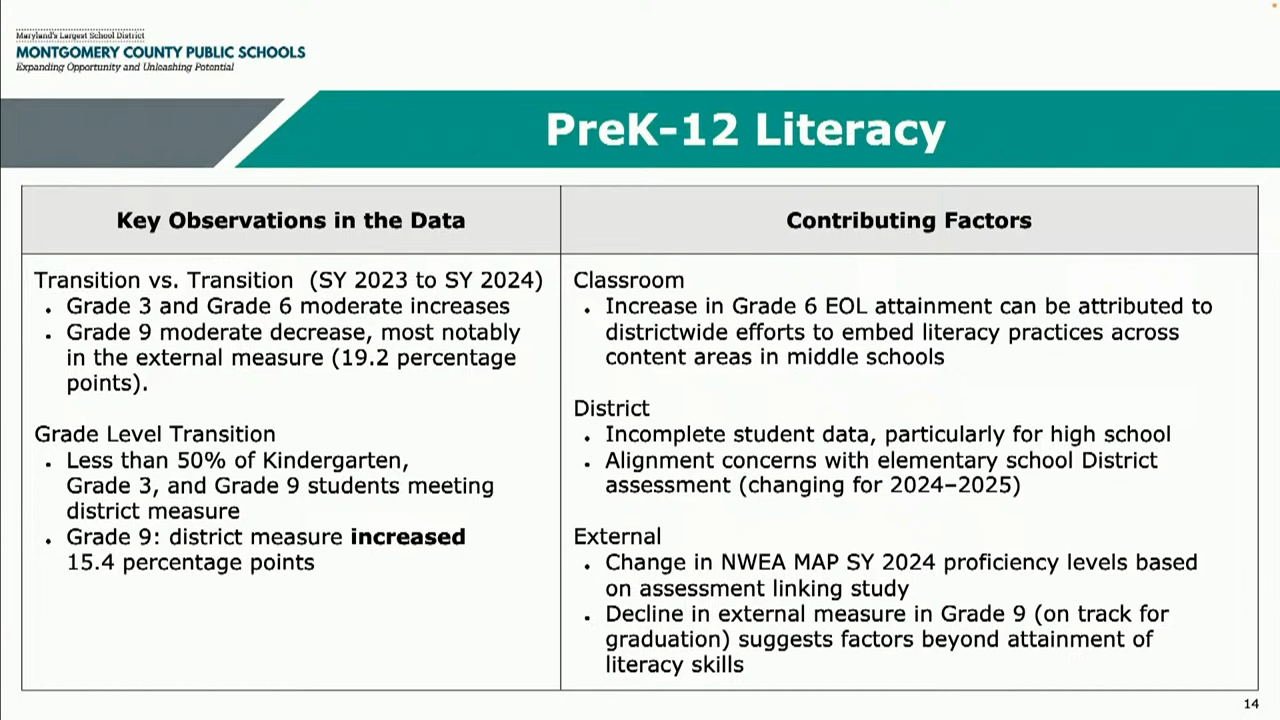 Maryland's Largest School District
MONTGOMERY COUNTY PUBLIC SCHOOLS
Expanding Opportunity and Unleashing Potential
PreK-12 Literacy
Key Observations in the Data
Transition vs. Transition (SY 2023 to SY 2024)
• Grade 3 and Grade 6 moderate increases
• Grade 9 moderate decrease, most notably
in the external measure (19.2 percentage
points).
Grade Level Transition
• Less than 50% of Kindergarten,
Grade 3, and Grade 9 students meeting
district measure
• Grade 9: district measure increased
15.4 percentage points
Contributing Factors
Classroom
• Increase in Grade 6 EOL attainment can be attributed to
districtwide efforts to embed literacy practices across
content areas in middle schools
District
• Incomplete student data, particularly for high school
• Alignment concerns with elementary school District
assessment (changing for 2024–2025)
External
• Change in NWEA MAP SY 2024 proficiency levels based
on assessment linking study
• Decline in external measure in Grade 9 (on track for
graduation) suggests factors beyond attainment of
literacy skills
14